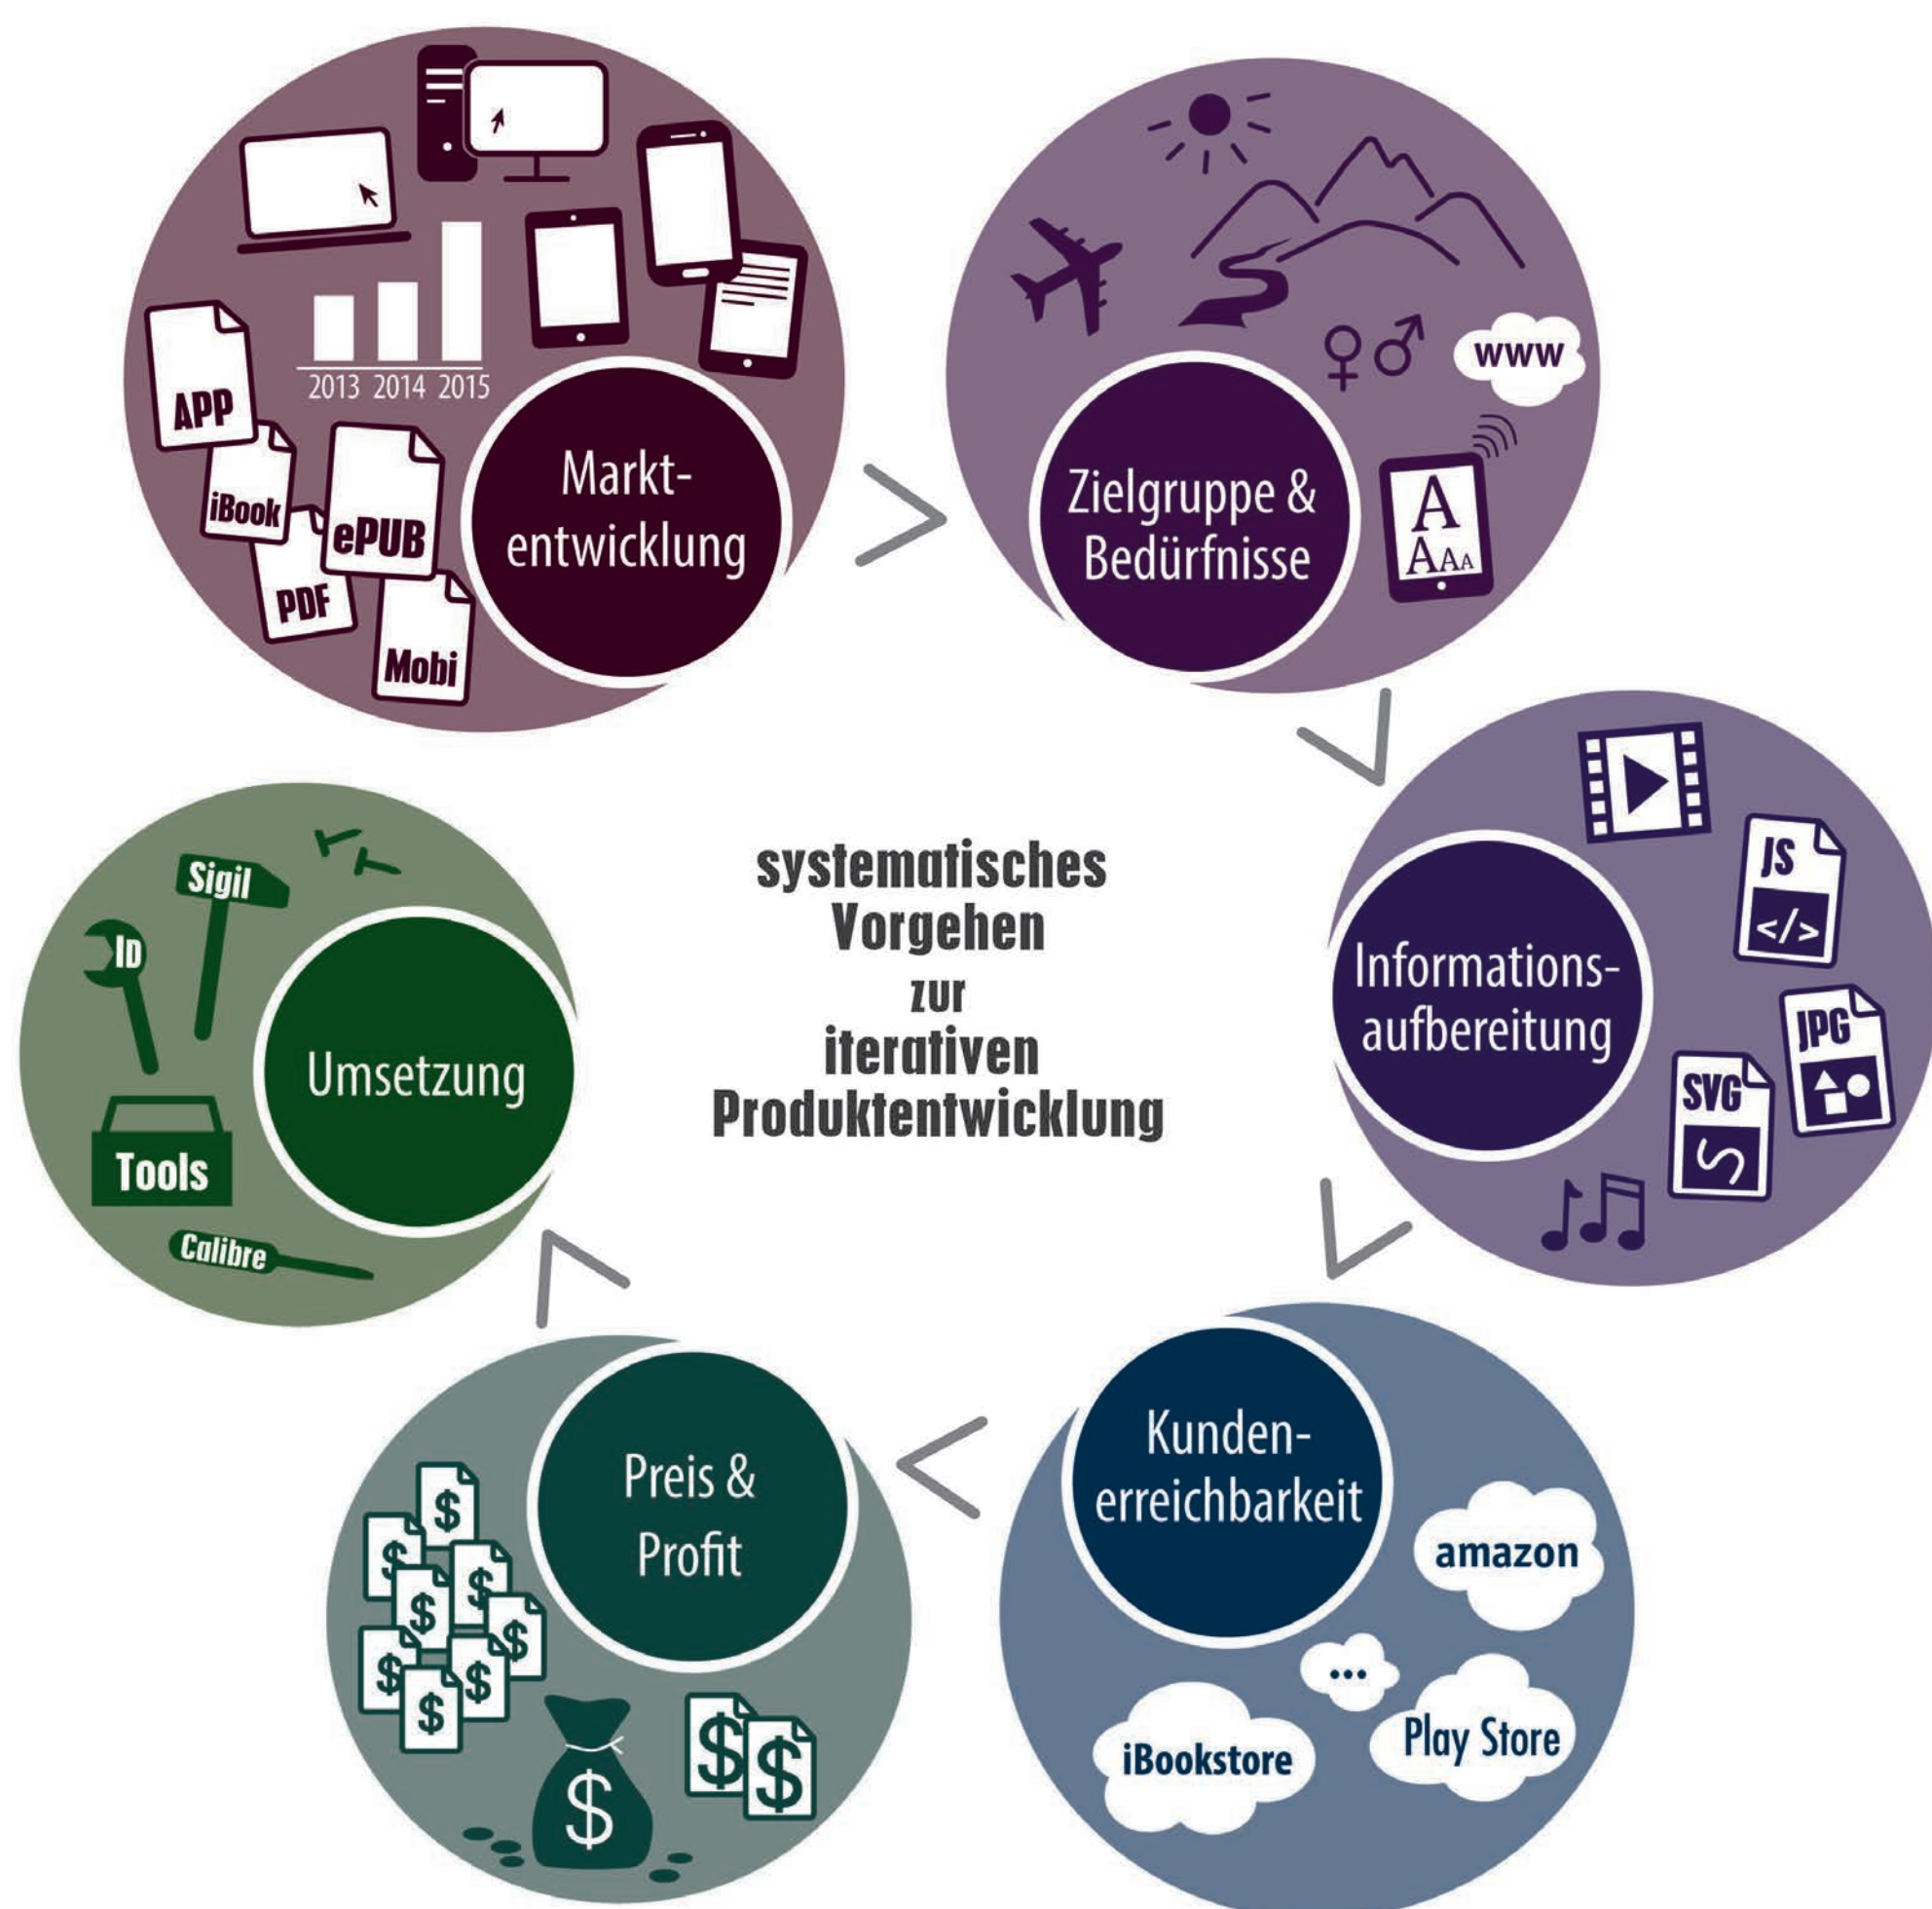 2013 2014 2015
APP
iBook
ePUB
PDF
Mobi
Markt-
entwicklung
www
A
AAA
Zielgruppe &
Bedürfnisse
JS
</>
JPG
SVG
Informations-
aufbereitung
systematisches
Vorgehen
zur
iterativen
Produktentwicklung
Kunden-
erreichbarkeit
amazon
...
Play Store
iBookstore
Preis &
Profit
$
$
$
$
$
$
$
$
$
$
$
Sigil
ID
Umsetzung
Tools
Calibre